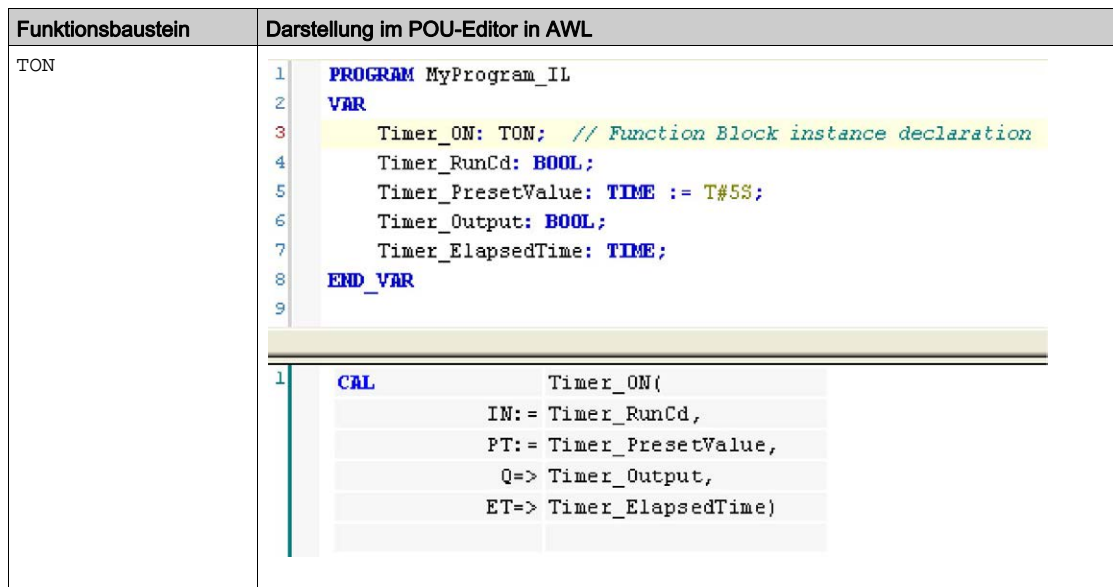 Funktionsbaustein Darstellung im POU-Editor in AWL
TON
1 PROGRAM MyProgram_IL
2 VAR
3 Timer_ON: TON; // Function Block instance declaration
4 Timer_RunCd: BOOL;
5 Timer_PresetValue: TIME := T#5S;
6 Timer_Output: BOOL;
7 Timer_ElapsedTime: TIME;
8 END_VAR
9
1 CAL Timer_ON(
IN:= Timer_RunCd,
PT:= Timer_PresetValue,
Q=> Timer_Output,
ET=> Timer_ElapsedTime)